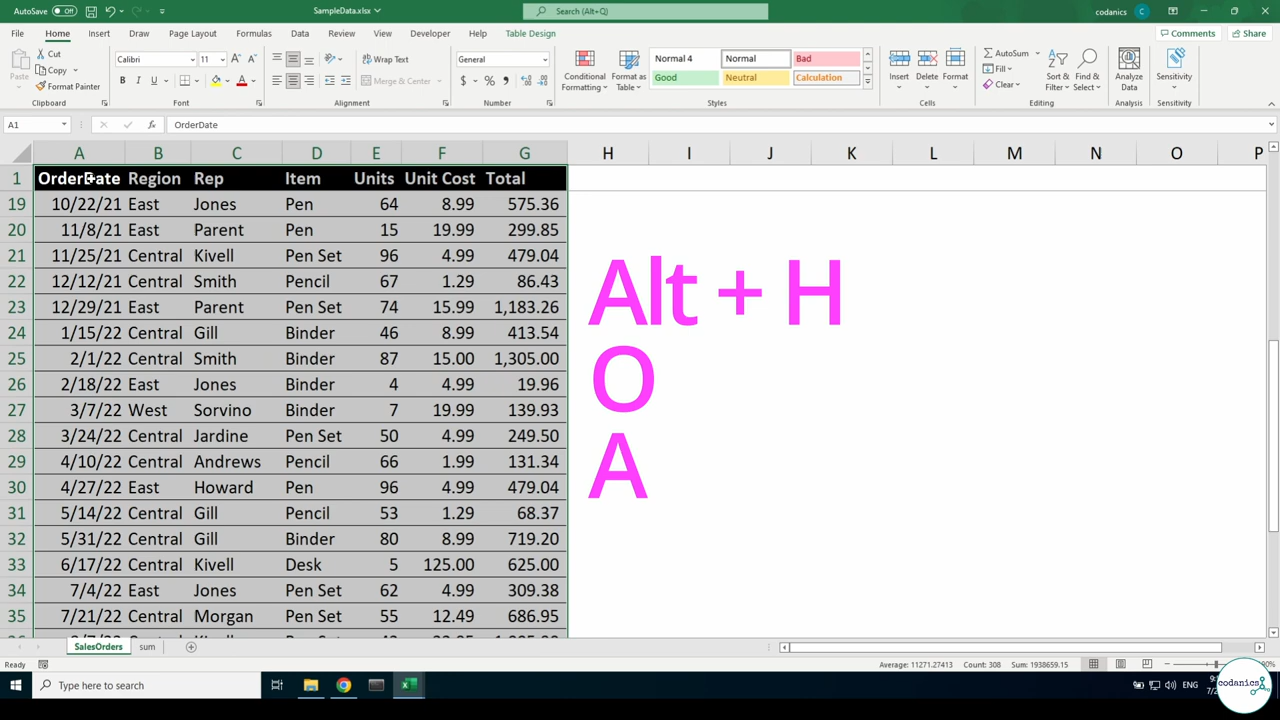 AutoSave Off SampleData.xlsx Search (Alt+Q) codanics C
File Home Insert Draw Page Layout Formulas Data Review View Developer Help Table Design Comments Share
Paste Cut Copy Format Painter Clipboard
Calibri 11 A A B I U A Font
Wrap Text Merge & Center Alignment
General $ % , Number
Conditional Formatting Format as Table Normal 4 Normal Bad Good Neutral Calculation Styles
Insert Delete Format Cells
AutoSum Fill Clear Sort & Filter Find & Select Editing
Analyze Data Analysis
Sensitivity Sensitivity
A1 fx OrderDate
A B C D E F G H I J K L M N O P
1 OrderDate Region Rep Item Units Unit Cost Total
19 10/22/21 East Jones Pen 64 8.99 575.36
20 11/8/21 East Parent Pen 15 19.99 299.85
21 11/25/21 Central Kivell Pen Set 96 4.99 479.04
22 12/12/21 Central Smith Pencil 67 1.29 86.43
23 12/29/21 East Parent Pen Set 74 15.99 1,183.26
24 1/15/22 Central Gill Binder 46 8.99 413.54
25 2/1/22 Central Smith Binder 87 15.00 1,305.00
26 2/18/22 East Jones Binder 4 4.99 19.96
27 3/7/22 West Sorvino Binder 7 19.99 139.93
28 3/24/22 Central Jardine Pen Set 50 4.99 249.50
29 4/10/22 Central Andrews Pencil 66 1.99 131.34
30 4/27/22 East Howard Pen 96 4.99 479.04
31 5/14/22 Central Gill Pencil 53 1.29 68.37
32 5/31/22 Central Gill Binder 80 8.99 719.20
33 6/17/22 Central Kivell Desk 5 125.00 625.00
34 7/4/22 East Jones Pen Set 62 4.99 309.38
35 7/21/22 Central Morgan Pen Set 55 12.49 686.95
Alt + H
O
A
SalesOrders sum
Ready Average: 11271.27413 Count: 308 Sum: 1938659.15
Type here to search ENG
codanics